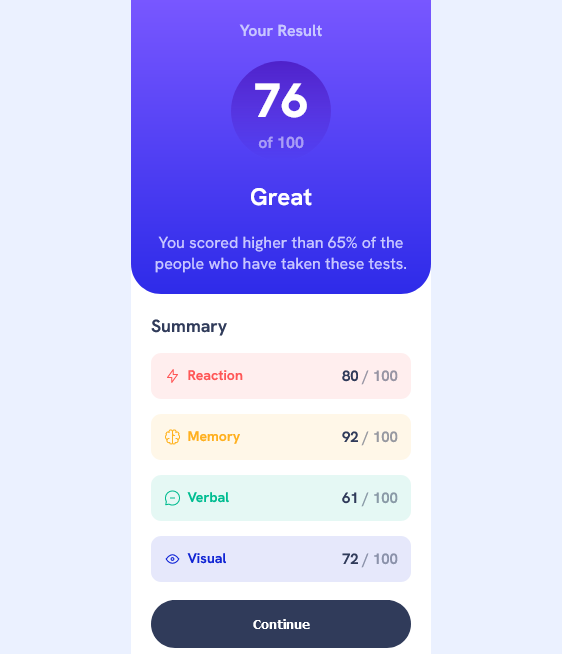 Your Result
76
of 100
Great
You scored higher than 65% of the
people who have taken these tests.
Summary
Reaction 80 / 100
Memory 92 / 100
Verbal 61 / 100
Visual 72 / 100
Continue